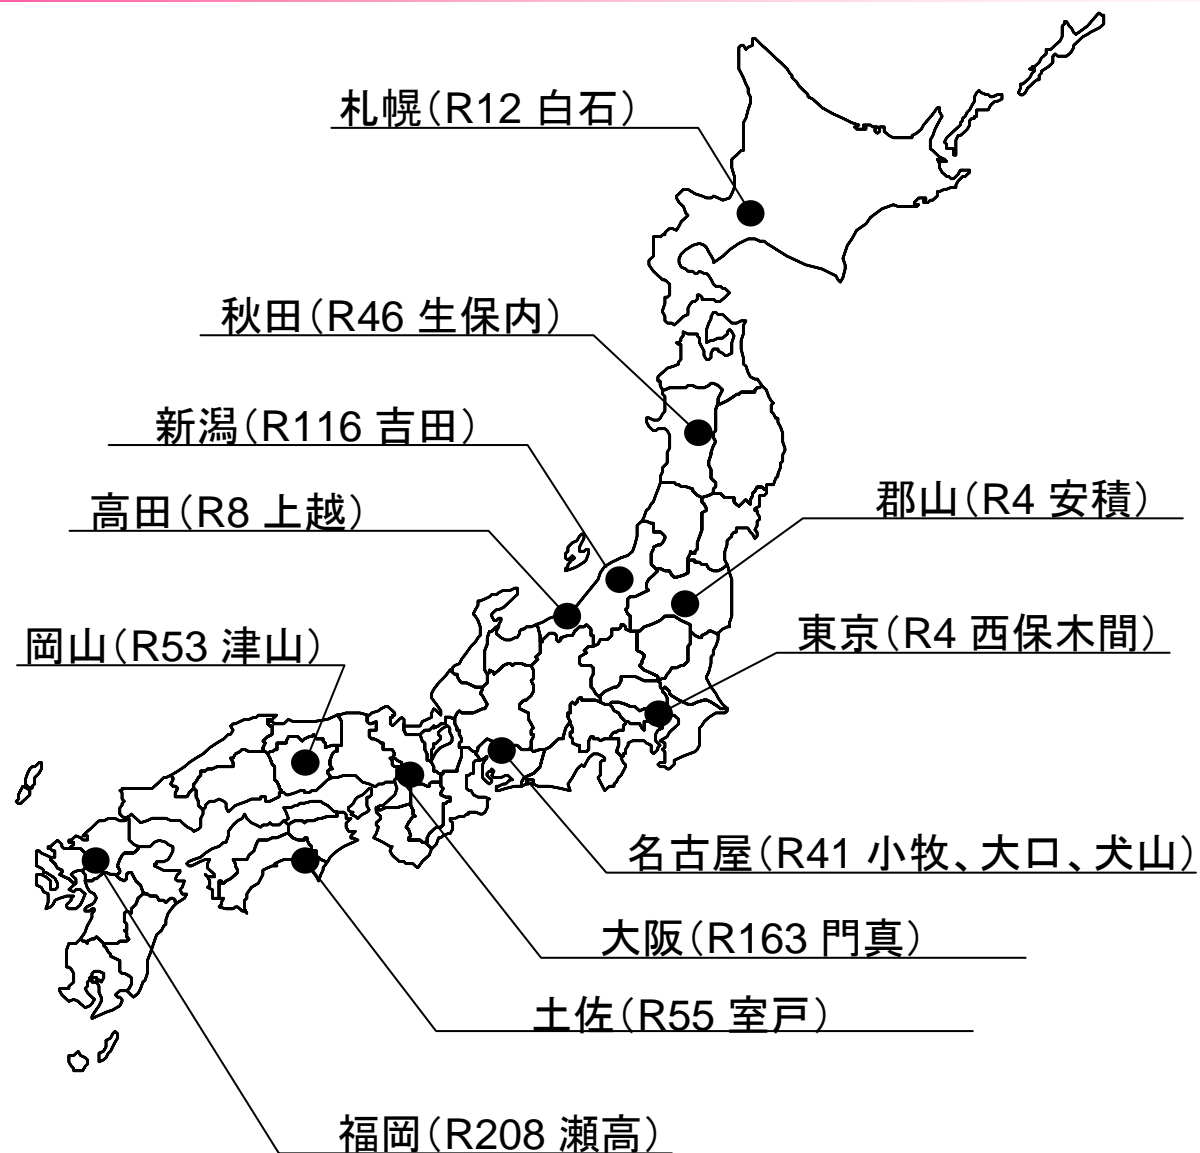 札幌（R12 白石）
秋田（R46 生保内）
新潟（R116 吉田）
高田（R8 上越）
郡山（R4 安積）
岡山（R53 津山）
東京（R4 西保木間）
名古屋（R41 小牧、大口、犬山）
大阪（R163 門真）
土佐（R55 室戸）
福岡（R208 瀬高）